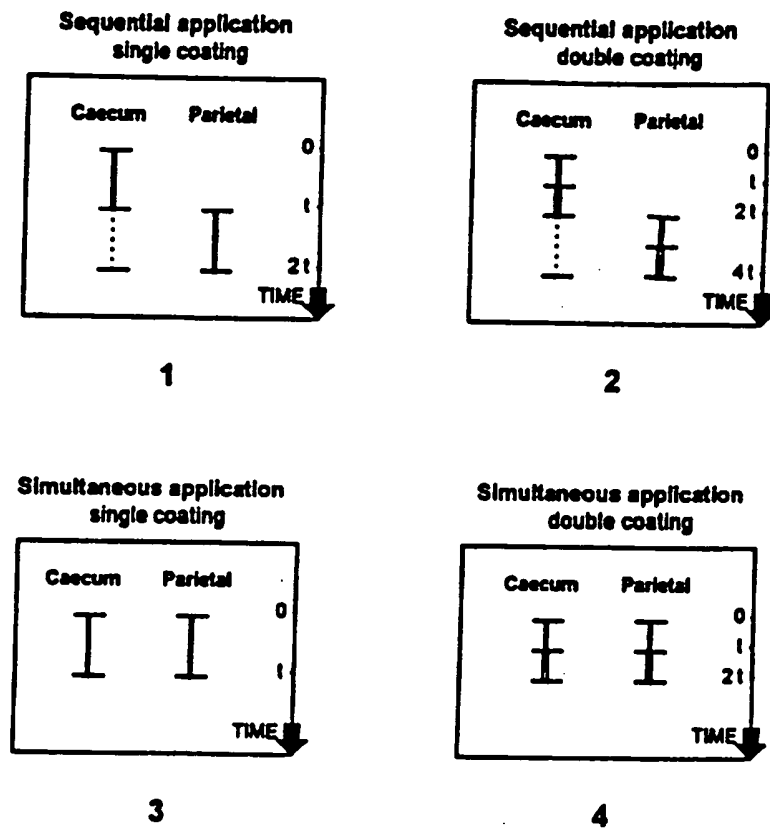 Sequential application
single coating
Caecum Parietal
0
t
2t
TIME
1
Sequential application
double coating
Caecum Parietal
0
t
2t
4t
TIME
2
Simultaneous application
single coating
Caecum Parietal
0
t
TIME
3
Simultaneous application
double coating
Caecum Parietal
0
t
2t
TIME
4